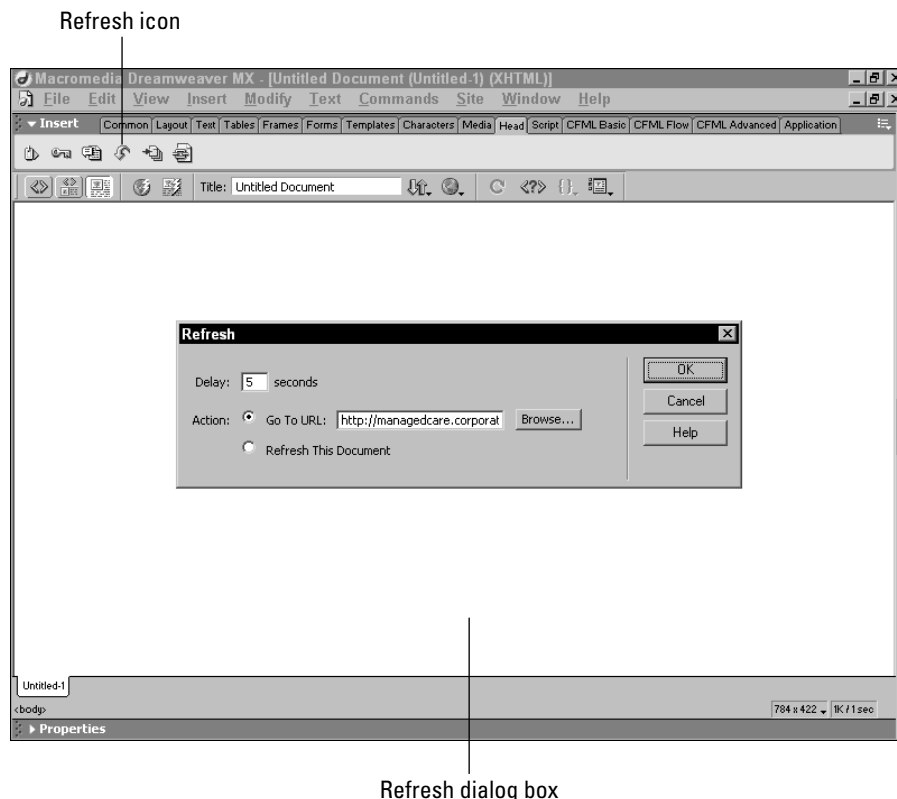 Refresh icon
Macromedia Dreamweaver MX - [Untitled Document (Untitled-1) (XHTML)]
File Edit View Insert Modify Text Commands Site Window Help
Insert Common Layout Text Tables Frames Forms Templates Characters Media Head Script CFML Basic CFML Flow CFML Advanced Application
Title: Untitled Document
Refresh
Delay: 5 seconds
OK
Cancel
Action: Go To URL: http://managedcare.corporat Browse...
Help
Refresh This Document
Untitled-1
<body> 784 x 422 1K / 1 sec
Properties
Refresh dialog box